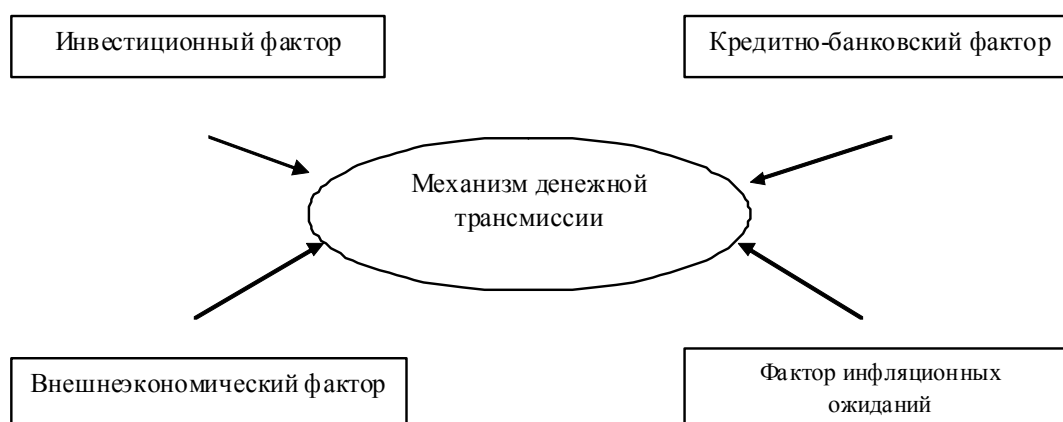 Инвестиционный фактор
Кредитно-банковский фактор
Механизм денежной
трансмиссии
Внешнеэкономический фактор
Фактор инфляционных
ожиданий